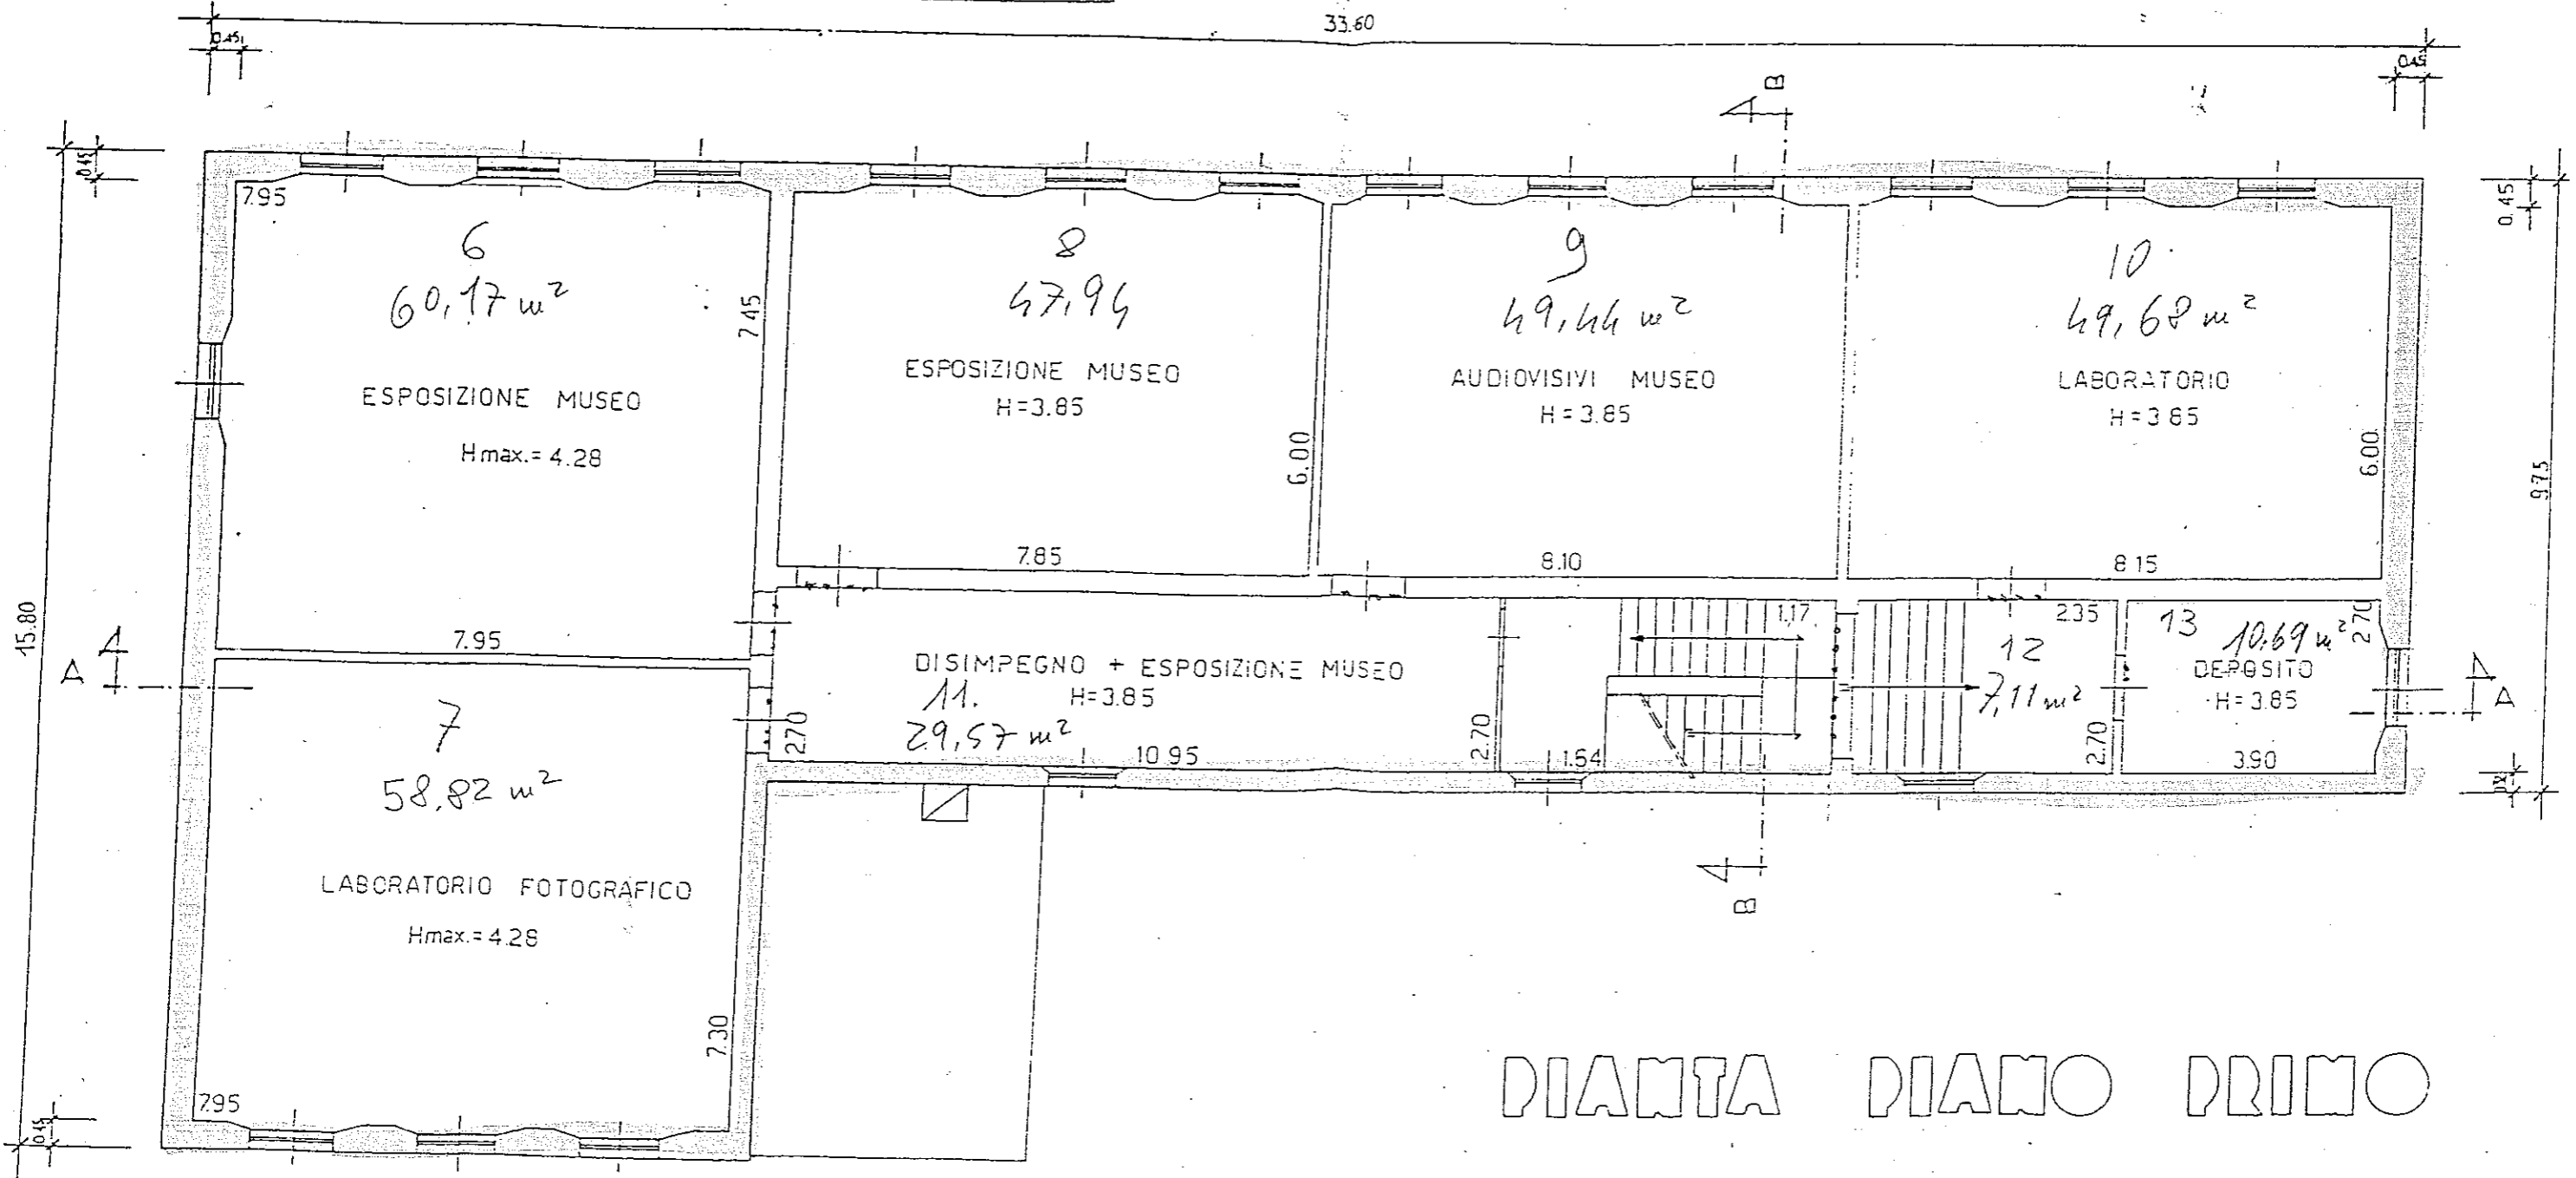 33.60
0.45
0.45
B
0.45
0.45
7.95
6
60,17 m²
ESPOSIZIONE MUSEO
Hmax.= 4.28
7.45
8
47,94
ESPOSIZIONE MUSEO
H=3.85
6.00
7.85
9
49,44 m²
AUDIOVISIVI MUSEO
H=3.85
8.10
10
49,68 m²
LABORATORIO
H=3.85
6.00
8.15
9.75
15.80
A
7.95
DISIMPEGNO + ESPOSIZIONE MUSEO
11.
H=3.85
29,57 m²
2.70
10.95
2.70
1.17
1.54
2.35
12
7,11 m²
2.70
13
10.69 m²
2.70
DEPOSITO
H=3.85
3.90
A
7
58,82 m²
LABORATORIO FOTOGRAFICO
Hmax.=4.28
7.30
7.95
0.45
B
PIANTA PIANO PRIMO